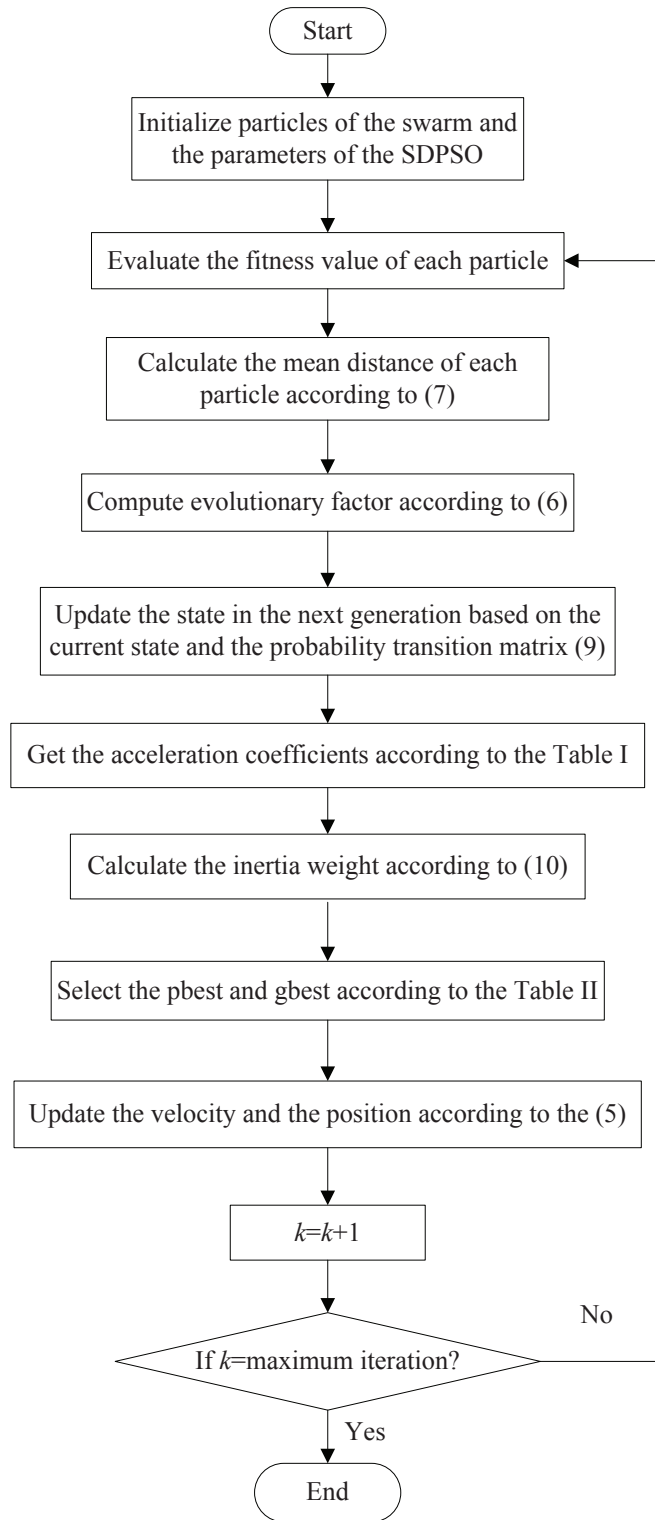 Start
Initialize particles of the swarm and
the parameters of the SDPSO
Evaluate the fitness value of each particle
Calculate the mean distance of each
particle according to (7)
Compute evolutionary factor according to (6)
Update the state in the next generation based on the
current state and the probability transition matrix (9)
Get the acceleration coefficients according to the Table I
Calculate the inertia weight according to (10)
Select the pbest and gbest according to the Table II
Update the velocity and the position according to the (5)
k=k+1
If k=maximum iteration?
No
Yes
End